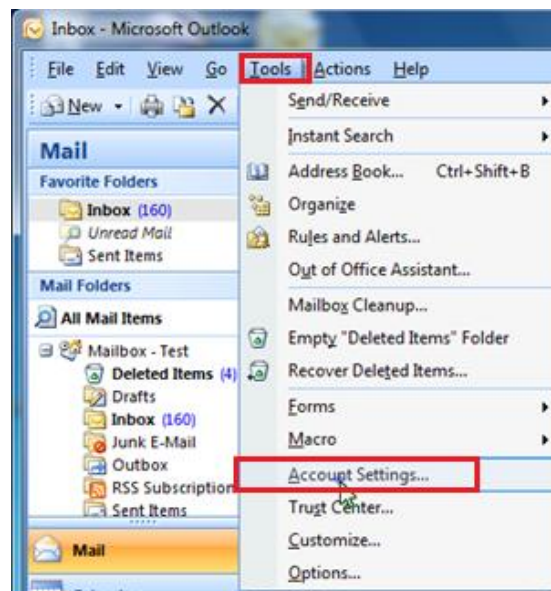 Inbox - Microsoft Outlook
File Edit View Go Tools Actions Help
New
Mail
Favorite Folders
Inbox (160)
Unread Mail
Sent Items
Mail Folders
All Mail Items
Mailbox - Test
Deleted Items (4)
Drafts
Inbox (160)
Junk E-Mail
Outbox
RSS Subscription
Sent Items
Mail
Send/Receive
Instant Search
Address Book... Ctrl+Shift+B
Organize
Rules and Alerts...
Out of Office Assistant...
Mailbox Cleanup...
Empty "Deleted Items" Folder
Recover Deleted Items...
Forms
Macro
Account Settings...
Trust Center...
Customize...
Options...